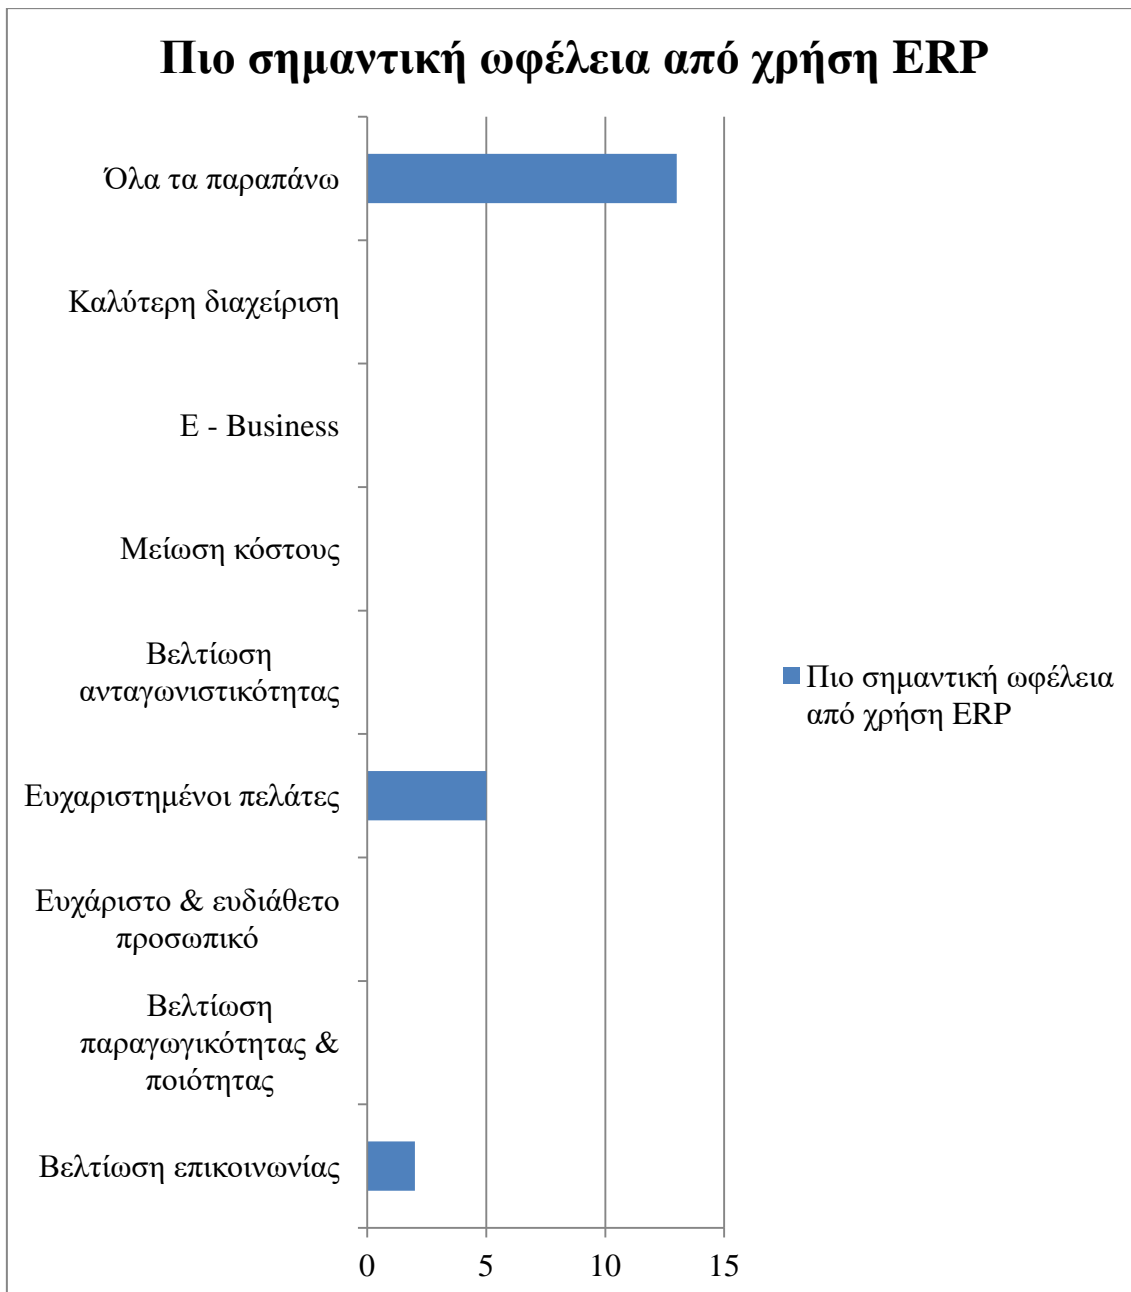 Πιο σημαντική ωφέλεια από χρήση ERP
Όλα τα παραπάνω
Καλύτερη διαχείριση
E - Business
Μείωση κόστους
Βελτίωση
ανταγωνιστικότητας
Ευχαριστημένοι πελάτες
Ευχάριστο & ευδιάθετο
προσωπικό
Βελτίωση
παραγωγικότητας &
ποιότητας
Βελτίωση επικοινωνίας
0 5 10 15
Πιο σημαντική ωφέλεια
από χρήση ERP